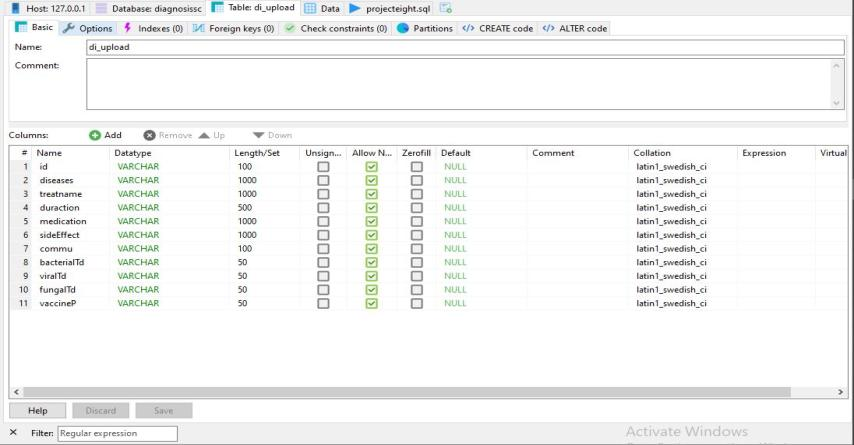 Host: 127.0.0.1 Database: diagnosissc Table: di_upload Data projecteight.sql
Basic Options Indexes (0) Foreign keys (0) Check constraints (0) Partitions CREATE code ALTER code
Name: di_upload
Comment:
Columns: Add Remove Up Down
# Name Datatype Length/Set Unsign... Allow N... Zerofill Default Comment Collation Expression Virtual
1 id VARCHAR 100 NULL latin1_swedish_ci
2 diseases VARCHAR 1000 NULL latin1_swedish_ci
3 treatname VARCHAR 1000 NULL latin1_swedish_ci
4 duraction VARCHAR 500 NULL latin1_swedish_ci
5 medication VARCHAR 1000 NULL latin1_swedish_ci
6 sideEffect VARCHAR 1000 NULL latin1_swedish_ci
7 commu VARCHAR 100 NULL latin1_swedish_ci
8 bacterialTd VARCHAR 50 NULL latin1_swedish_ci
9 viralTd VARCHAR 50 NULL latin1_swedish_ci
10 fungalTd VARCHAR 50 NULL latin1_swedish_ci
11 vaccineP VARCHAR 50 NULL latin1_swedish_ci
Help Discard Save
Filter: Regular expression
Activate Windows